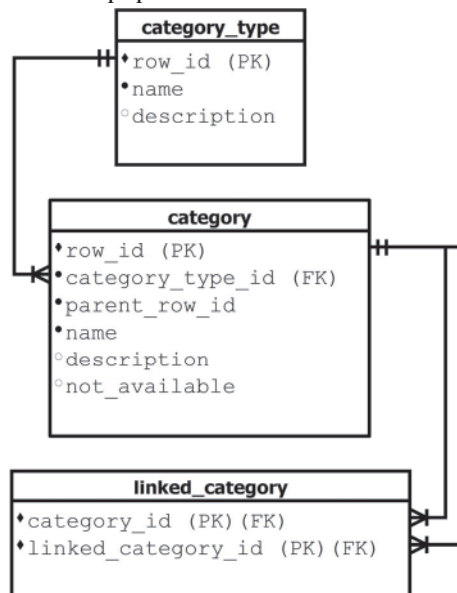 category_type
row_id (PK)
name
description
category
row_id (PK)
category_type_id (FK)
parent_row_id
name
description
not_available
linked_category
category_id (PK)(FK)
linked_category_id (PK)(FK)